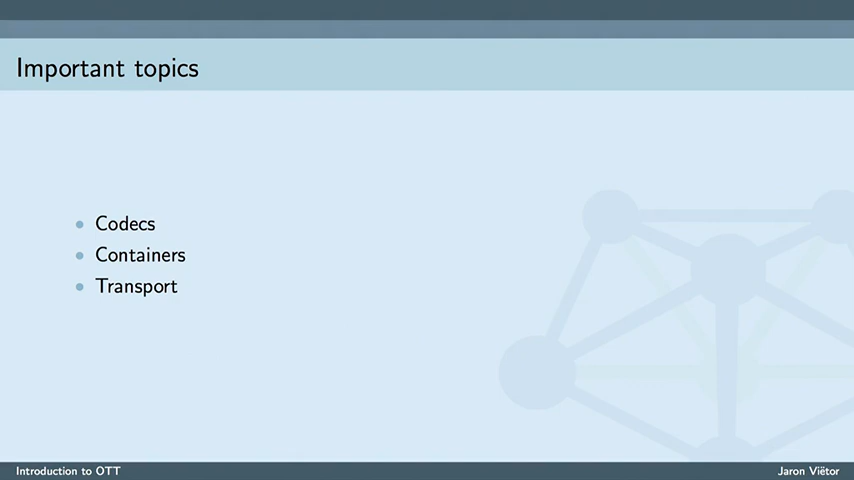 Important topics
Codecs
Containers
Transport
Introduction to OTT
Jaron Viëtor